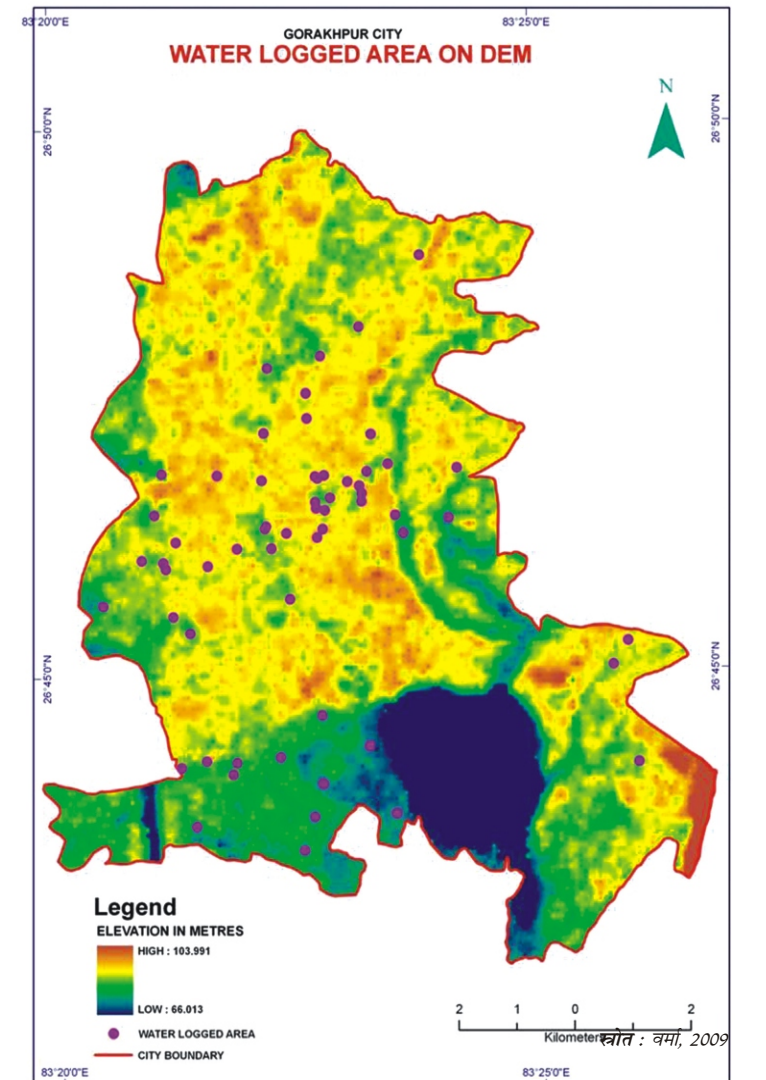 83°20'0"E 83°25'0"E
GORAKHPUR CITY
WATER LOGGED AREA ON DEM
N
26°50'0"N 26°50'0"N
26°45'0"N 26°45'0"N
Legend
ELEVATION IN METRES
HIGH : 103.991
LOW : 66.013
WATER LOGGED AREA
CITY BOUNDARY
2 1 0 2
Kilometers
स्रोत : वर्मा, 2009
83°20'0"E 83°25'0"E